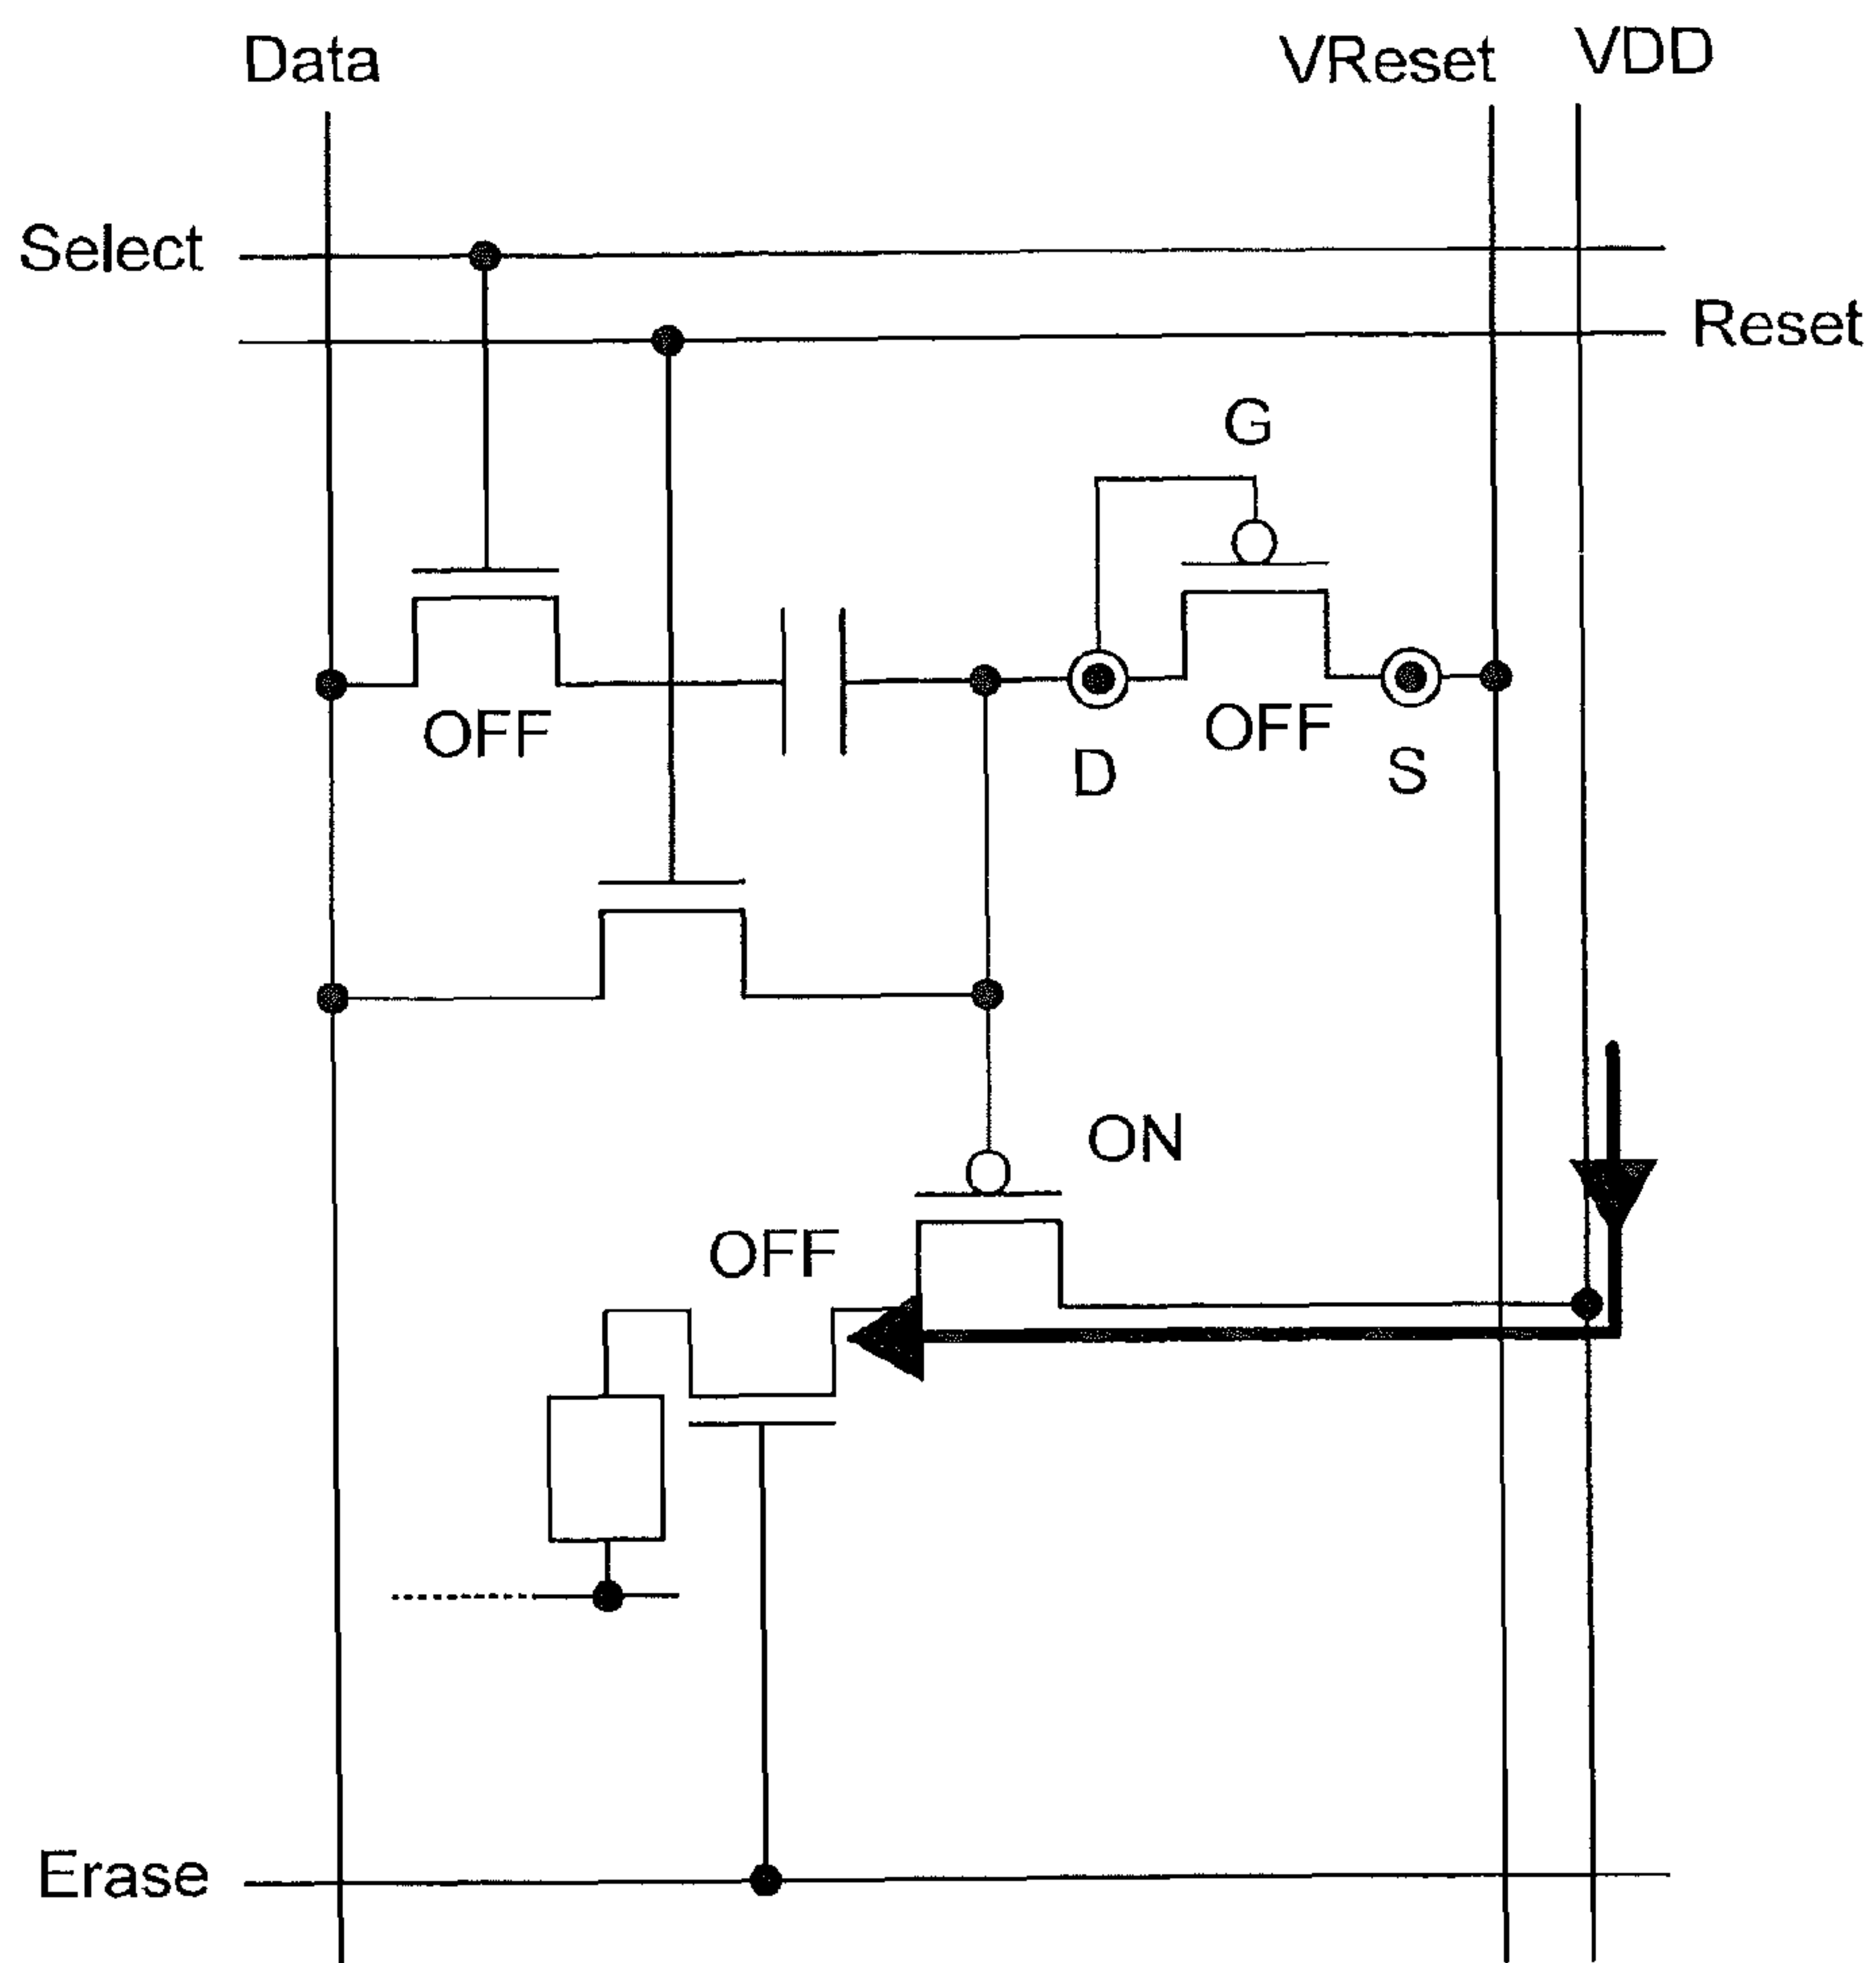 Data
VReset
VDD
Select
Reset
G
OFF
OFF
D
S
ON
OFF
Erase